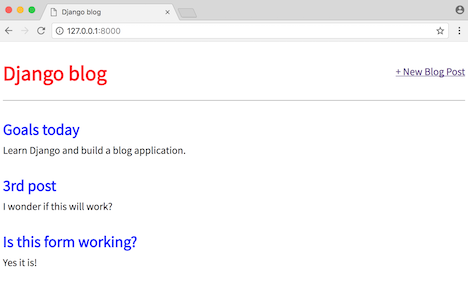 Django blog
127.0.0.1:8000
Django blog
+ New Blog Post
Goals today
Learn Django and build a blog application.
3rd post
I wonder if this will work?
Is this form working?
Yes it is!